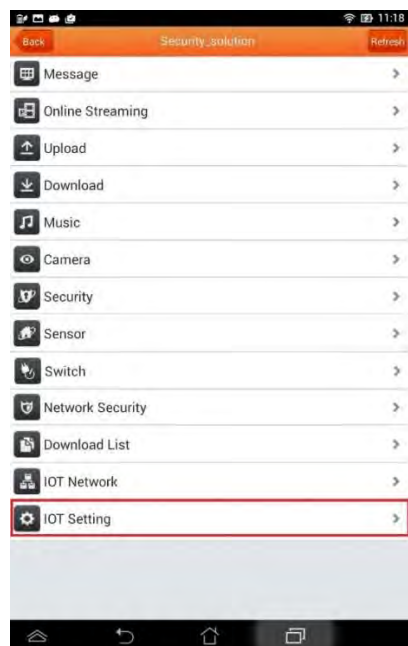 11:18
Back Security_solution Refresh
Message
Online Streaming
Upload
Download
Music
Camera
Security
Sensor
Switch
Network Security
Download List
IOT Network
IOT Setting